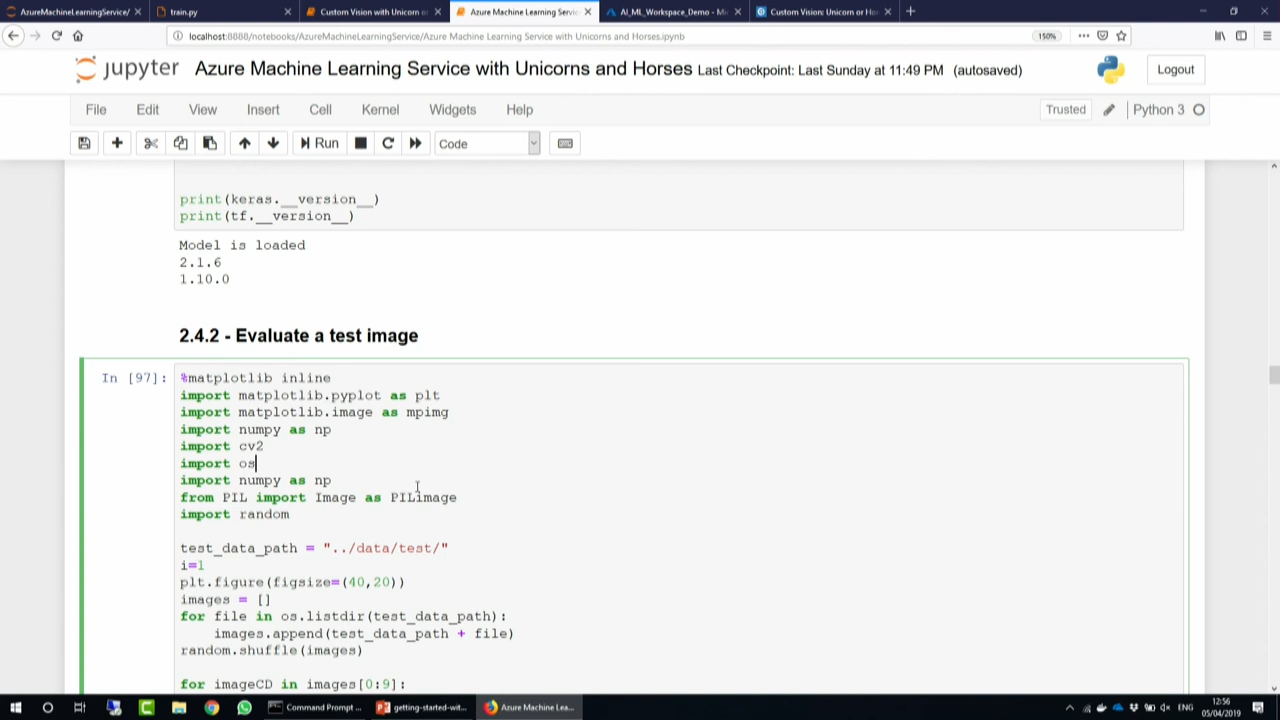 AzureMachineLearningService/
train.py
Custom Vision with Unicorn o
Azure Machine Learning Servic
AI_ML_Workspace_Demo - Mi
Custom Vision: Unicorn or Ho
localhost:8888/notebooks/AzureMachineLearningService/Azure Machine Learning Service with Unicorns and Horses.ipynb
150%
jupyter Azure Machine Learning Service with Unicorns and Horses Last Checkpoint: Last Sunday at 11:49 PM (autosaved)
Logout
File Edit View Insert Cell Kernel Widgets Help
Trusted Python 3
Run Code
print(keras.__version__)
print(tf.__version__)
Model is loaded
2.1.6
1.10.0
2.4.2 - Evaluate a test image
In [97]: %matplotlib inline
import matplotlib.pyplot as plt
import matplotlib.image as mpimg
import numpy as np
import cv2
import os
import numpy as np
from PIL import Image as PILimage
import random
test_data_path = "../data/test/"
i=1
plt.figure(figsize=(40,20))
images = []
for file in os.listdir(test_data_path):
images.append(test_data_path + file)
random.shuffle(images)
for imageCD in images[0:9]:
Command Prompt ...
getting-started-wit...
Azure Machine Lea...
ENG
12:56
05/04/2019